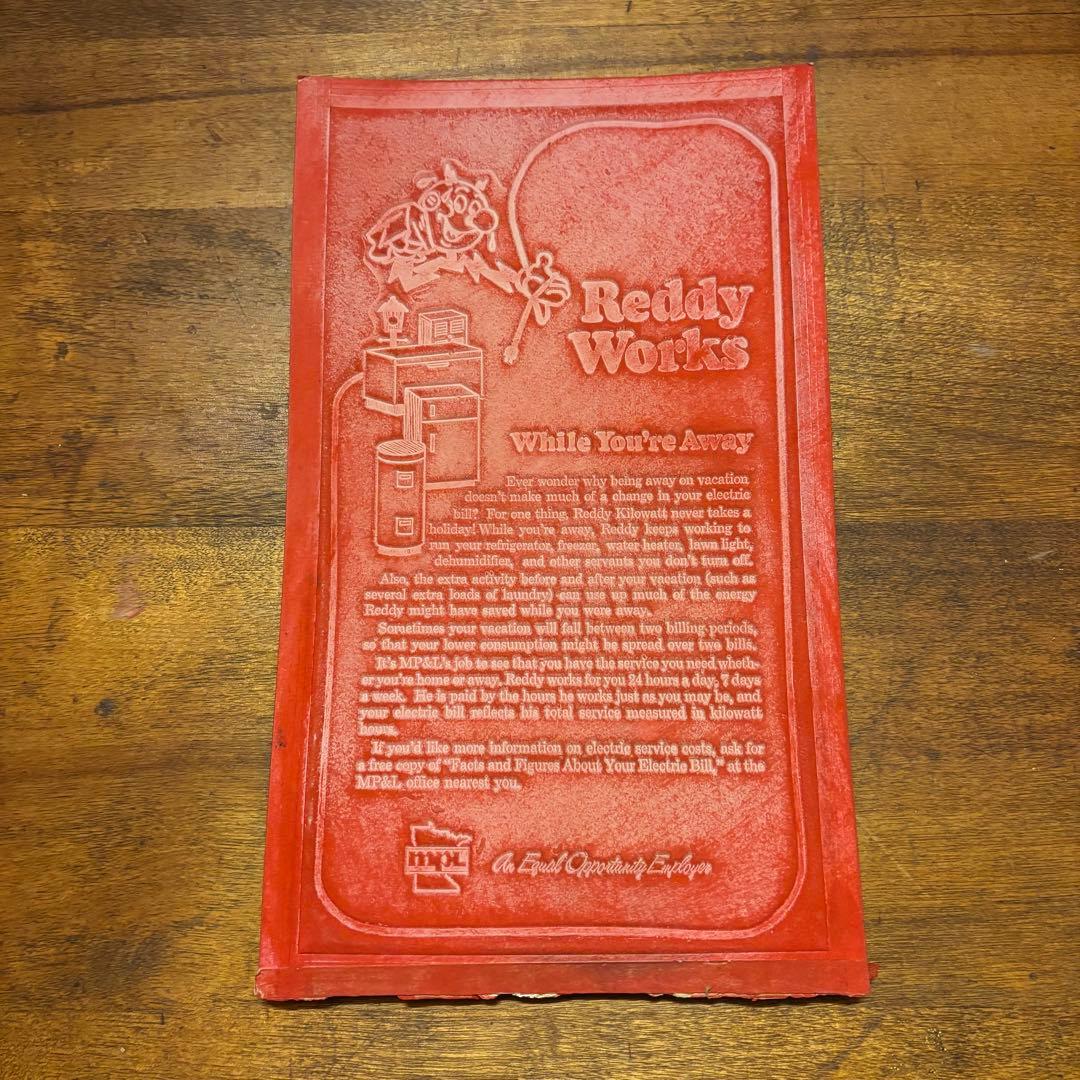 Reddy
Works
While You're Away
Ever wonder why being away on vacation
doesn't make much of a change in your electric
bill? For one thing, Reddy Kilowatt never takes a
holiday! While you're away, Reddy keeps working to
run your refrigerator, freezer, water heater, lawn light,
dehumidifier, and other servants you don't turn off.
Also, the extra activity before and after your vacation (such as
several extra loads of laundry) can use up much of the energy
Reddy might have saved while you were away.
Sometimes your vacation will fall between two billing periods,
so that your lower consumption might be spread over two bills.
It's MP&L's job to see that you have the service you need wheth-
er you're home or away. Reddy works for you 24 hours a day, 7 days
a week. He is paid by the hours he works just as you may be, and
your electric bill reflects his total service measured in kilowatt
hours.
If you'd like more information on electric service costs, ask for
a free copy of "Facts and Figures About Your Electric Bill," at the
MP&L office nearest you.
mpl
An Equal Opportunity Employer